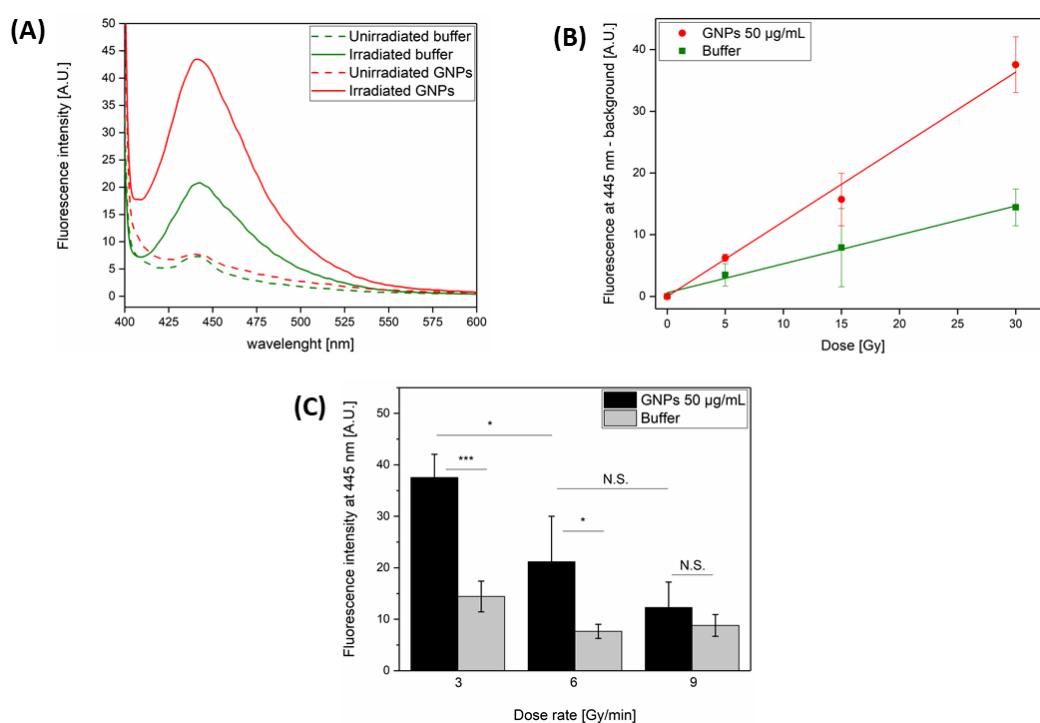 (A)
Fluorescence intensity [A.U.]
50
45
40
35
30
25
20
15
10
5
0
Unirradiated buffer
Irradiated buffer
Unirradiated GNPs
Irradiated GNPs
400 425 450 475 500 525 550 575 600
wavelenght [nm]
(B)
Fluorescence at 445 nm - background [A.U.]
40
30
20
10
0
GNPs 50 µg/mL
Buffer
0 5 10 15 20 25 30
Dose [Gy]
(C)
Fluorescence intensity at 445 nm [A.U.]
50
40
30
20
10
0
GNPs 50 µg/mL
Buffer
*
***
N.S.
*
N.S.
3 6 9
Dose rate [Gy/min]